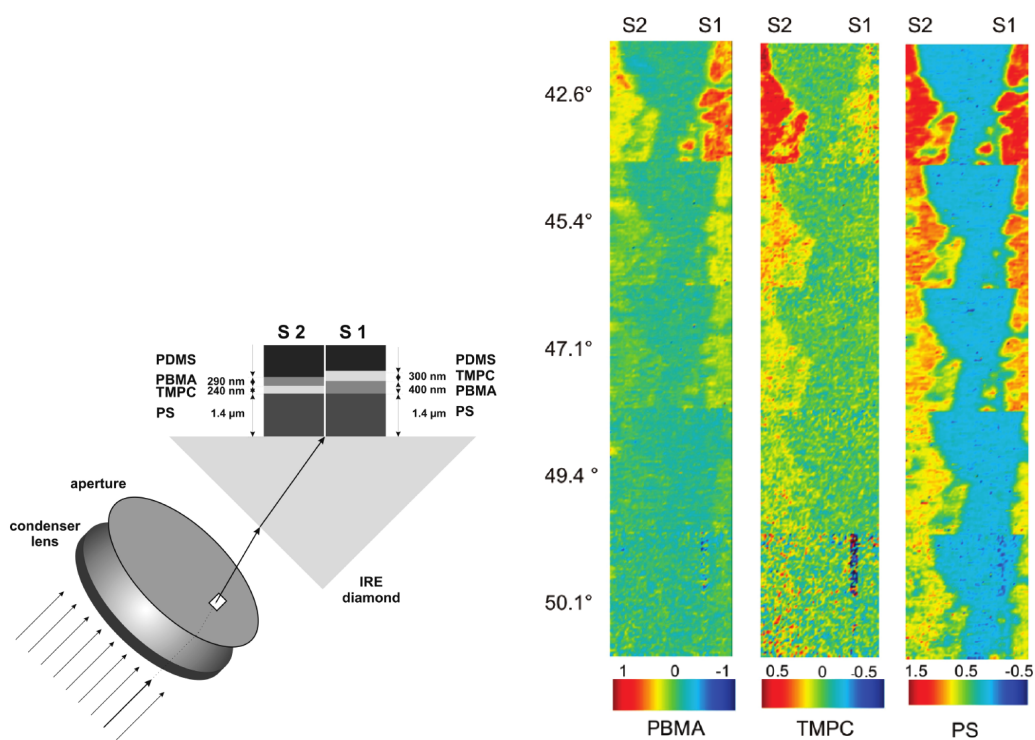 S 2 S 1
PDMS
PBMA 290 nm
TMPC 240 nm
PS 1.4 µm
PDMS
300 nm TMPC
400 nm PBMA
1.4 µm PS
aperture
condenser
lens
IRE
diamond
S2 S1 S2 S1 S2 S1
42.6°
45.4°
47.1°
49.4 °
50.1°
1 0 -1 0.5 0 -0.5 1.5 0.5 -0.5
PBMA TMPC PS